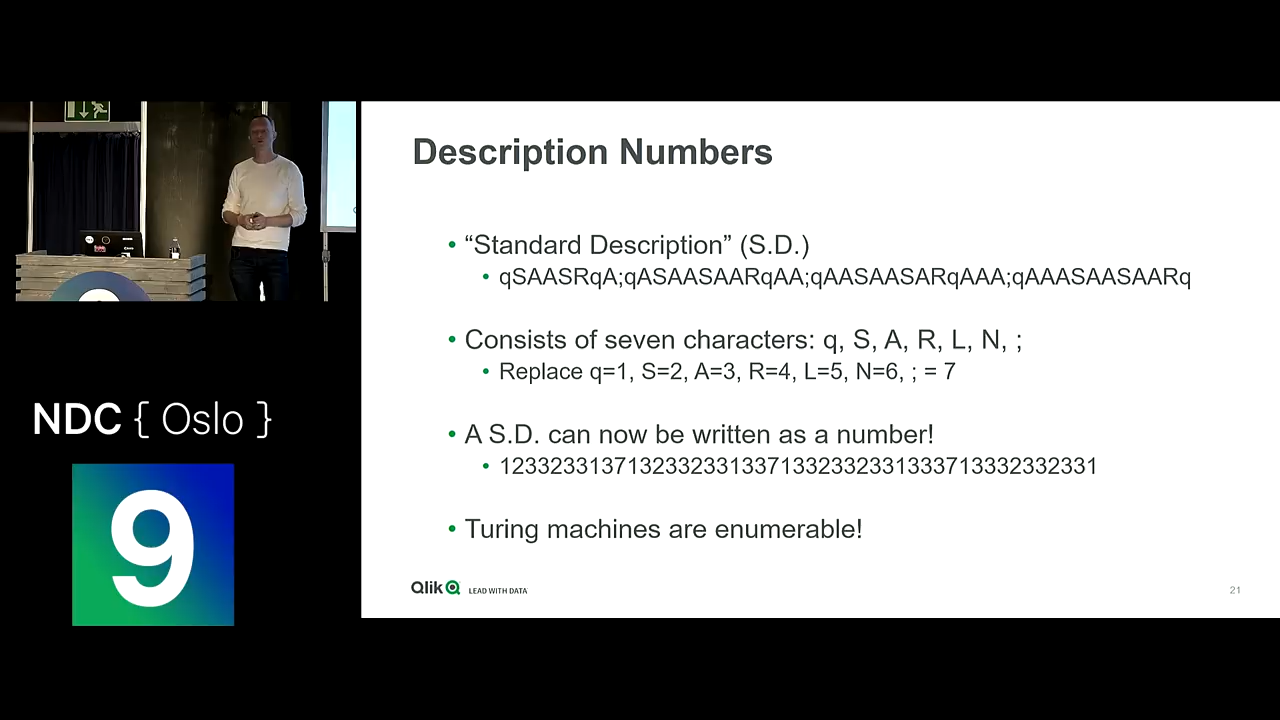 Description Numbers
• “Standard Description” (S.D.)
• qSAASRqA;qASAASAARqAA;qAASAASARqAAA;qAAASAASAARq
• Consists of seven characters: q, S, A, R, L, N, ;
• Replace q=1, S=2, A=3, R=4, L=5, N=6, ; = 7
• A S.D. can now be written as a number!
• 12332331371323323313371332332331333713332332331
• Turing machines are enumerable!
Qlik LEAD WITH DATA
21
NDC { Oslo }
9